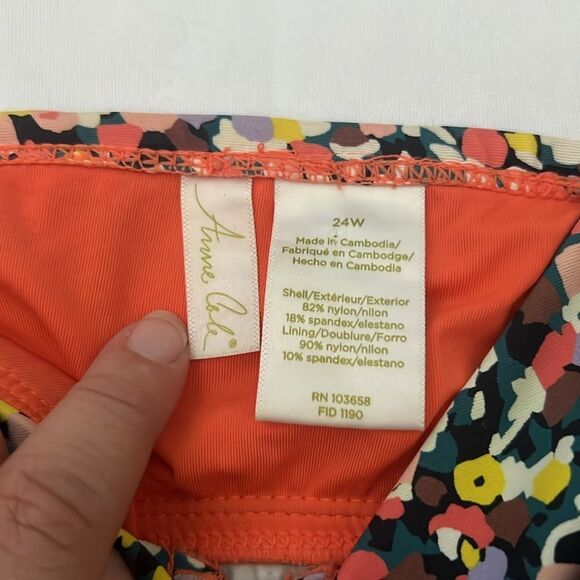 Anne Cole®
24W
Made in Cambodia/
Fabriqué en Cambodge/
Hecho en Cambodia
Shell/Extérieur/Exterior
82% nylon/nilon
18% spandex/elestano
Lining/Doublure/Forro
90% nylon/nilon
10% spandex/elestano
RN 103658
FID 1190